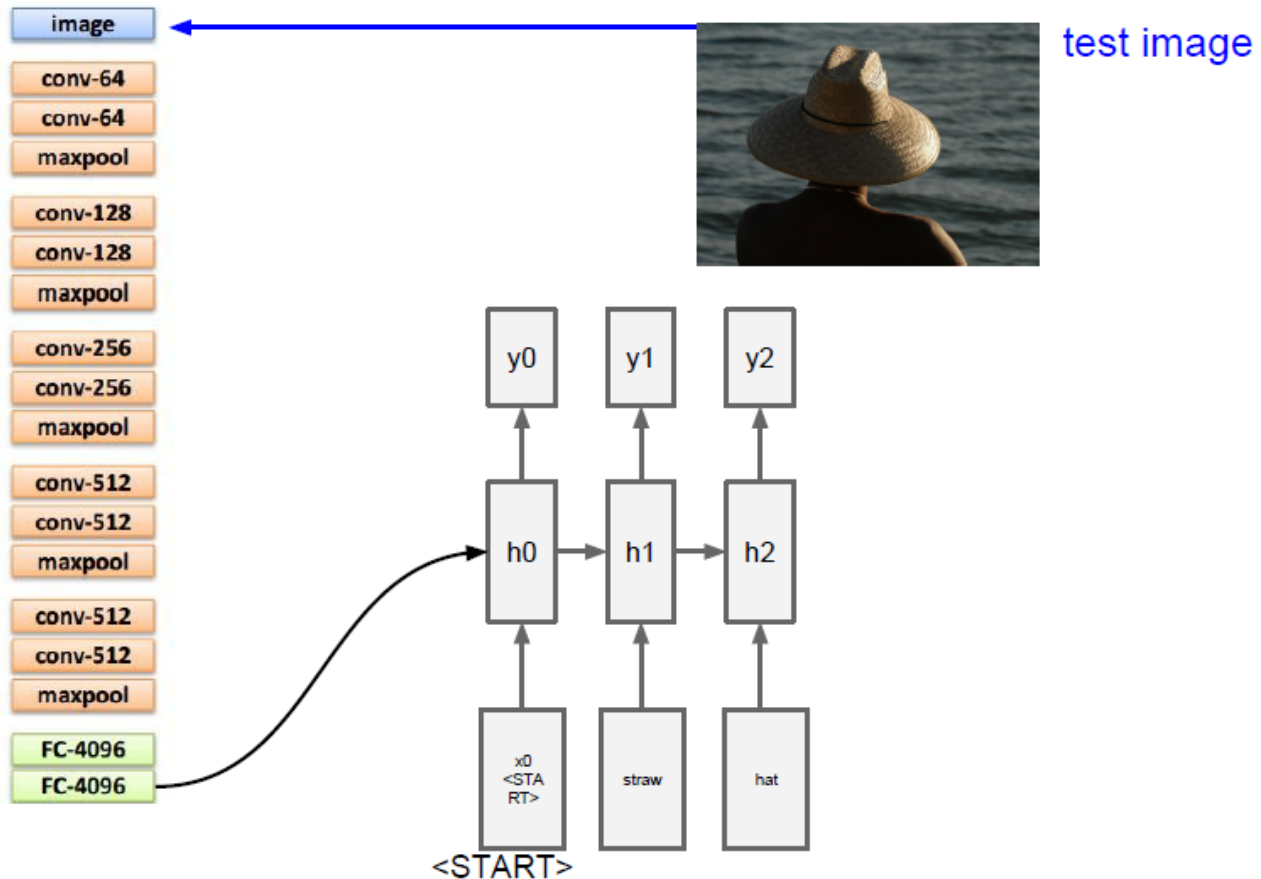 image
test image
conv-64
conv-64
maxpool
conv-128
conv-128
maxpool
conv-256
conv-256
maxpool
conv-512
conv-512
maxpool
conv-512
conv-512
maxpool
FC-4096
FC-4096
y0 y1 y2
h0 h1 h2
x0
<STA
RT>
straw
hat
<START>